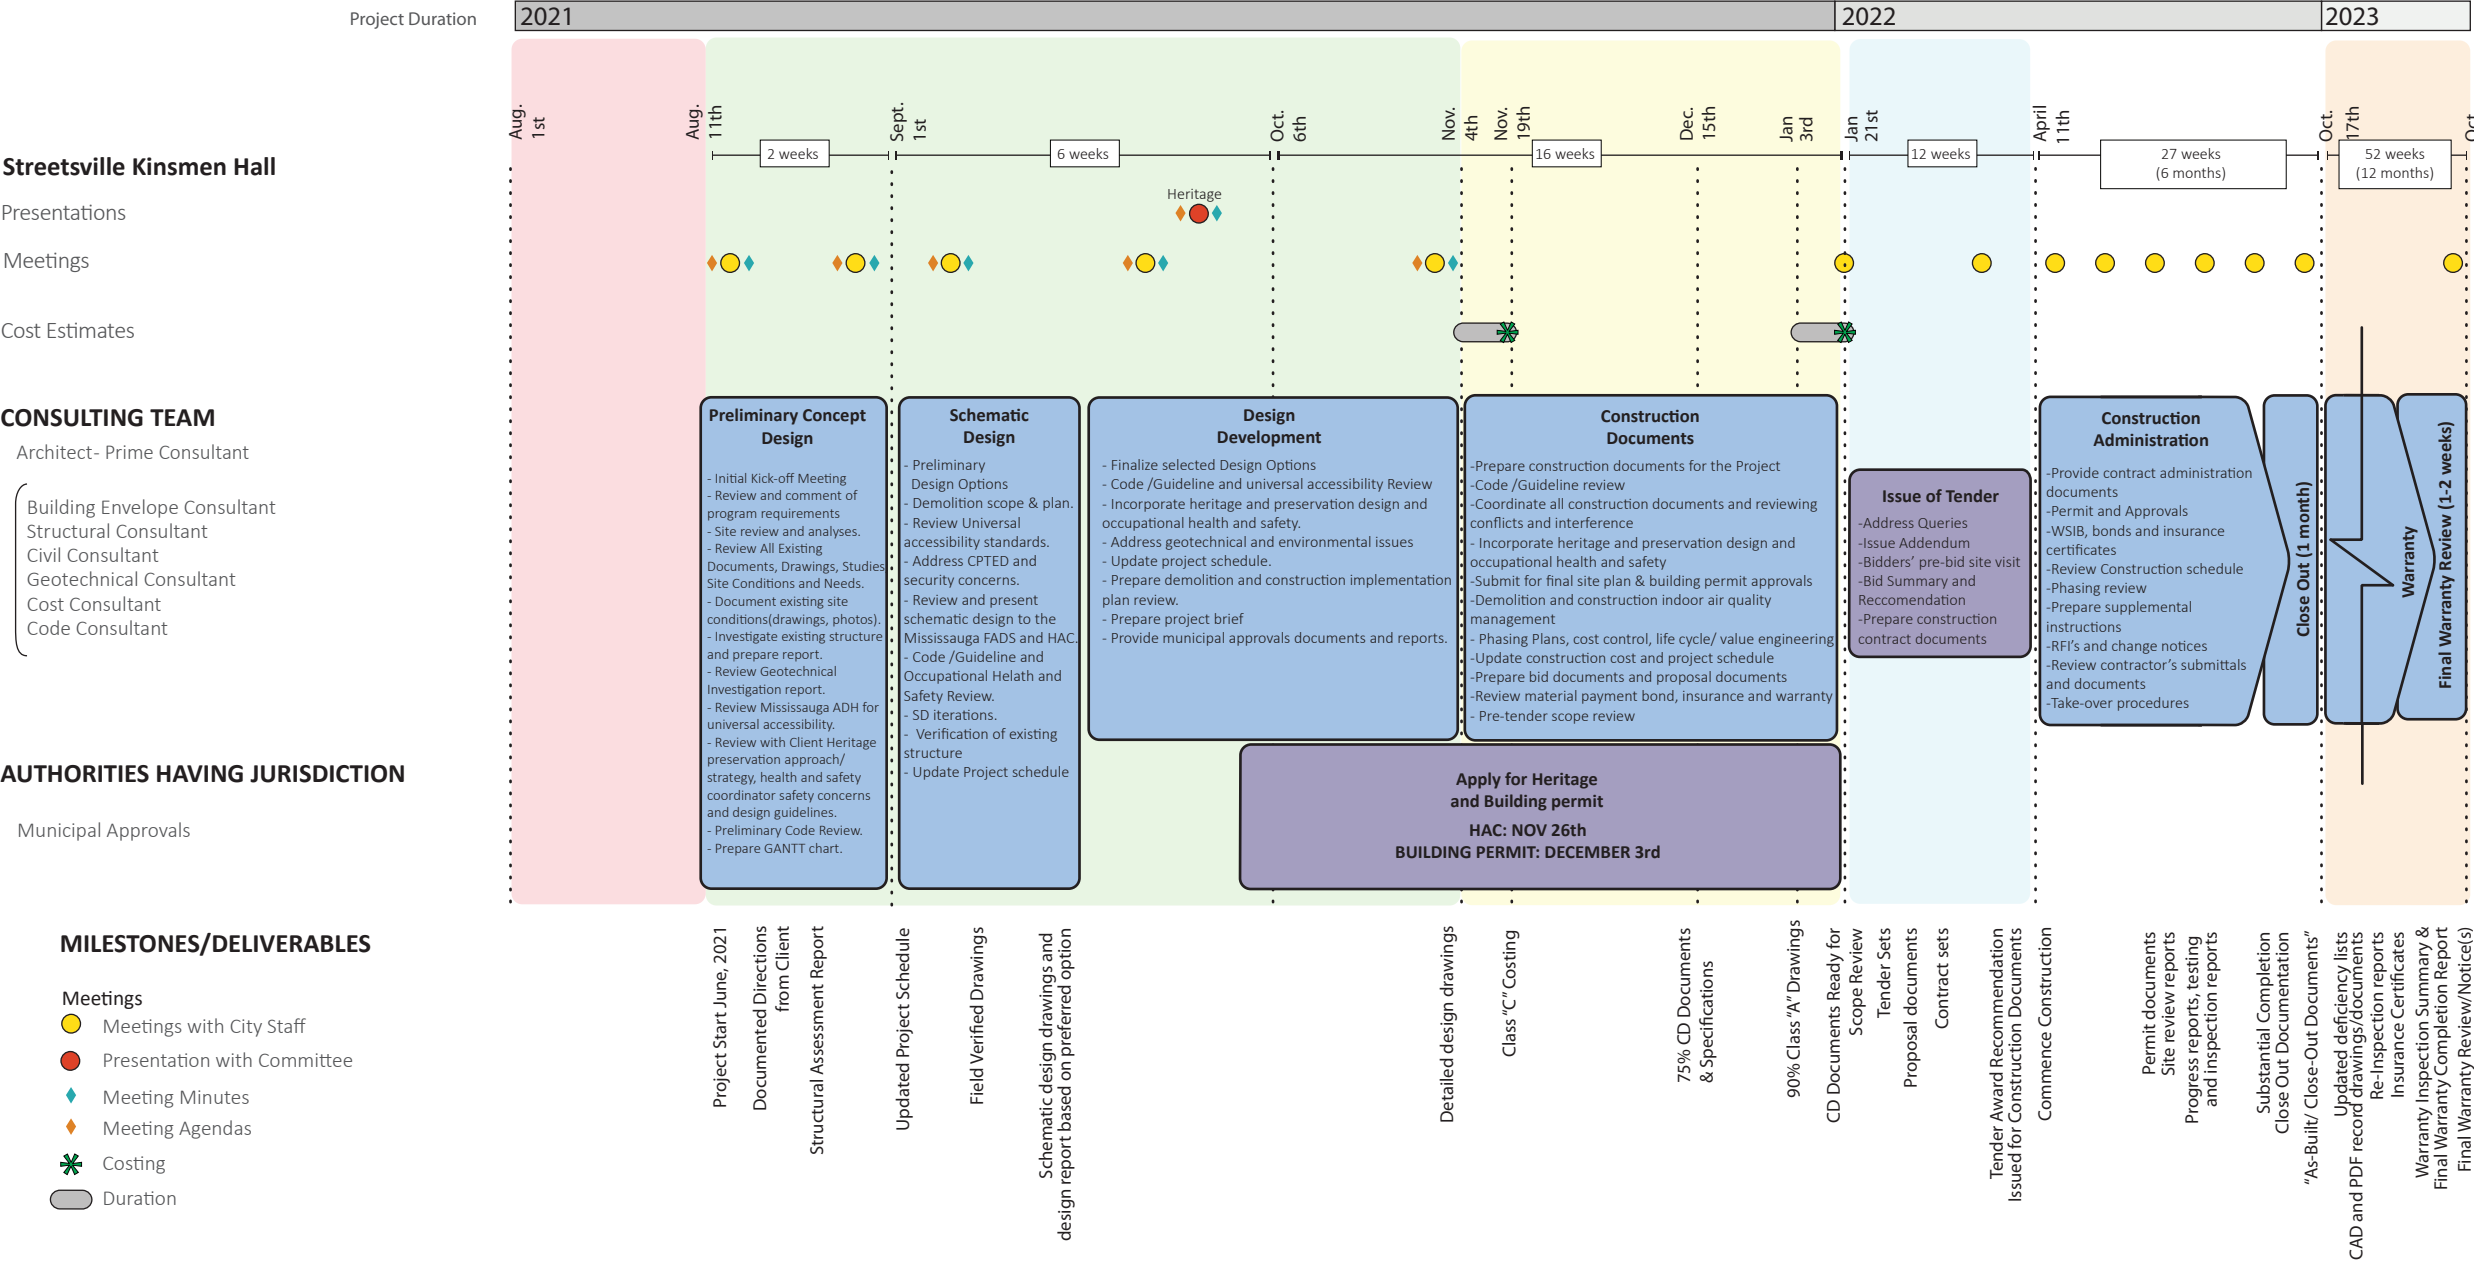 Project Duration
2021
2022
2023
Aug.
1st
Aug.
11th
Sept.
1st
Oct.
6th
Nov.
4th
Nov.
19th
Dec.
15th
Jan
3rd
Jan
21st
April
11th
Oct.
17th
2 weeks
6 weeks
16 weeks
12 weeks
27 weeks
(6 months)
52 weeks
(12 months)
Streetsville Kinsmen Hall
Presentations
Heritage
Meetings
Cost Estimates
CONSULTING TEAM
Architect- Prime Consultant
Building Envelope Consultant
Structural Consultant
Civil Consultant
Geotechnical Consultant
Cost Consultant
Code Consultant
AUTHORITIES HAVING JURISDICTION
Municipal Approvals
Preliminary Concept
Design
- Initial Kick-off Meeting
- Review and comment of
program requirements
- Site review and analyses.
- Review All Existing
Documents, Drawings, Studies
Site Conditions and Needs.
- Document existing site
conditions(drawings, photos).
- Investigate existing structure
and prepare report.
- Review Geotechnical
Investigation report.
- Review Mississauga ADH for
universal accessibility.
- Review with Client Heritage
preservation approach/
strategy, health and safety
coordinator safety concerns
and design guidelines.
- Preliminary Code Review.
- Prepare GANTT chart.
Schematic
Design
- Preliminary
Design Options
- Demolition scope & plan.
- Review Universal
accessibility standards.
- Address CPTED and
security concerns.
- Review and present
schematic design to the
Mississauga FADS and HAC.
- Code /Guideline and
Occupational Helath and
Safety Review.
- SD iterations.
- Verification of existing
structure
- Update Project schedule
Design
Development
- Finalize selected Design Options
- Code /Guideline and universal accessibility Review
- Incorporate heritage and preservation design and
occupational health and safety.
- Address geotechnical and environmental issues
- Update project schedule.
- Prepare demolition and construction implementation
plan review.
- Prepare project brief
- Provide municipal approvals documents and reports.
Construction
Documents
-Prepare construction documents for the Project
-Code /Guideline review
-Coordinate all construction documents and reviewing
conflicts and interference
- Incorporate heritage and preservation design and
occupational health and safety
-Submit for final site plan & building permit approvals
-Demolition and construction indoor air quality
management
- Phasing Plans, cost control, life cycle/ value engineering
-Update construction cost and project schedule
-Prepare bid documents and proposal documents
-Review material payment bond, insurance and warranty
- Pre-tender scope review
Apply for Heritage
and Building permit
HAC: NOV 26th
BUILDING PERMIT: DECEMBER 3rd
Issue of Tender
-Address Queries
-Issue Addendum
-Bidders' pre-bid site visit
-Bid Summary and
Reccomendation
-Prepare construction
contract documents
Construction
Administration
-Provide contract administration
documents
-Permit and Approvals
-WSIB, bonds and insurance
certificates
-Review Construction schedule
-Phasing review
-Prepare supplemental
instructions
-RFI's and change notices
-Review contractor's submittals
and documents
-Take-over procedures
Close Out (1 month)
Warranty
Final Warranty Review (1-2 weeks)
MILESTONES/DELIVERABLES
Meetings
Meetings with City Staff
Presentation with Committee
Meeting Minutes
Meeting Agendas
Costing
Duration
Project Start June, 2021
Documented Directions
from Client
Structural Assessment Report
Updated Project Schedule
Field Verified Drawings
Schematic design drawings and
design report based on preferred option
Detailed design drawings
Class "C" Costing
75% CD Documents
& Specifications
90% Class "A" Drawings
CD Documents Ready for
Scope Review
Tender Sets
Proposal documents
Contract sets
Tender Award Recommendation
Issued for Construction Documents
Commence Construction
Permit documents
Site review reports
Progress reports, testing
and inspection reports
Substantial Completion
Close Out Documentation
"As-Built/ Close-Out Documents"
Updated deficiency lists
CAD and PDF record drawings/documents
Re-Inspection reports
Insurance Certificates
Warranty Inspection Summary &
Final Warranty Completion Report
Final Warranty Review/Notice(s)